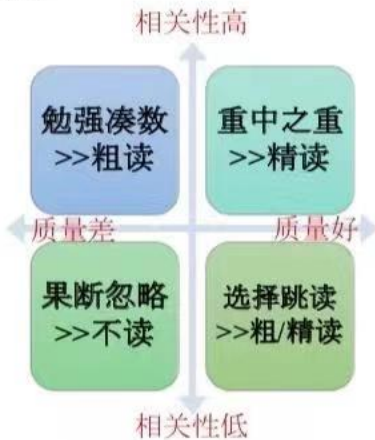 相关性高
勉强凑数
>>粗读
重中之重
>>精读
质量差
质量好
果断忽略
>>不读
选择跳读
>>粗/精读
相关性低